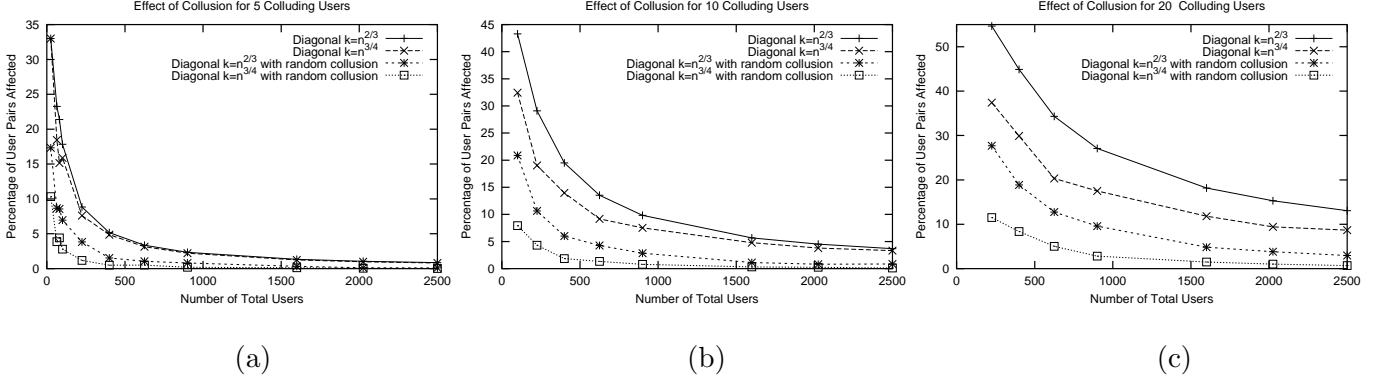 Effect of Collusion for 5 Colluding Users
Percentage of User Pairs Affected
35
30
25
20
15
10
5
0
Diagonal k=n^2/3
Diagonal k=n^3/4
Diagonal k=n^2/3 with random collusion
Diagonal k=n^3/4 with random collusion
0 500 1000 1500 2000 2500
Number of Total Users
(a)
Effect of Collusion for 10 Colluding Users
Percentage of User Pairs Affected
45
40
35
30
25
20
15
10
5
0
Diagonal k=n^2/3
Diagonal k=n^3/4
Diagonal k=n^2/3 with random collusion
Diagonal k=n^3/4 with random collusion
0 500 1000 1500 2000 2500
Number of Total Users
(b)
Effect of Collusion for 20 Colluding Users
Percentage of User Pairs Affected
50
40
30
20
10
0
Diagonal k=n^2/3
Diagonal k=n^3/4
Diagonal k=n^2/3 with random collusion
Diagonal k=n^3/4 with random collusion
0 500 1000 1500 2000 2500
Number of Total Users
(c)